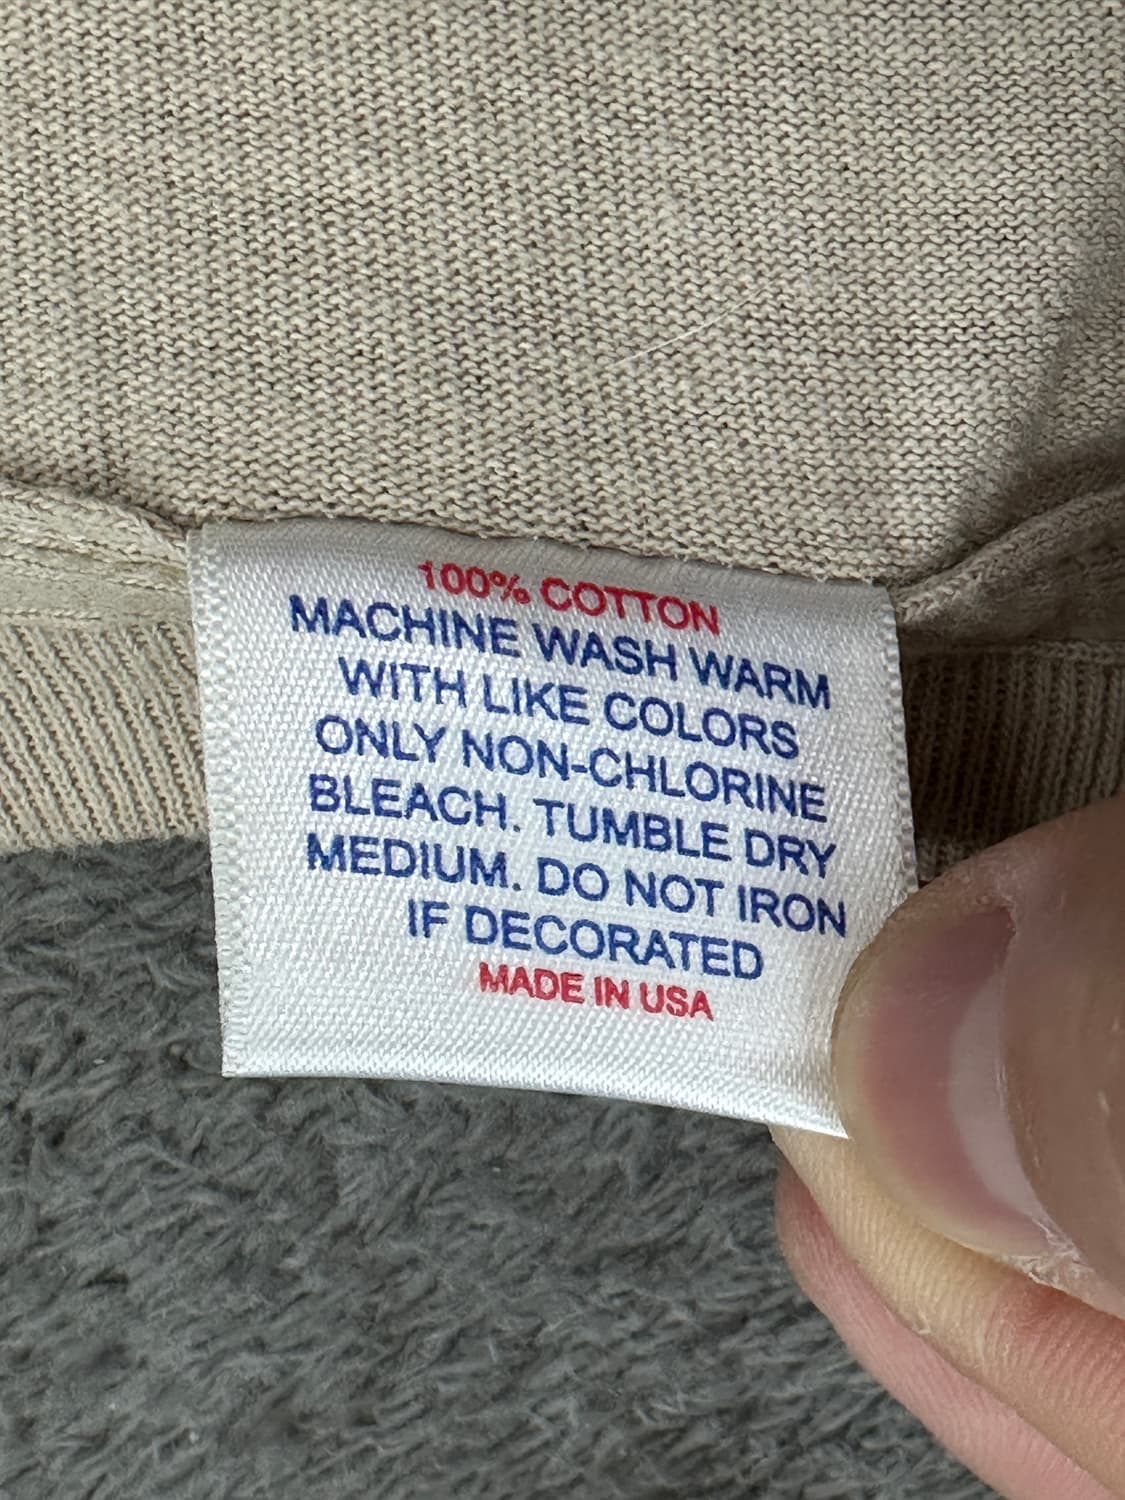 100% COTTON
MACHINE WASH WARM
WITH LIKE COLORS
ONLY NON-CHLORINE
BLEACH. TUMBLE DRY
MEDIUM. DO NOT IRON
IF DECORATED
MADE IN USA